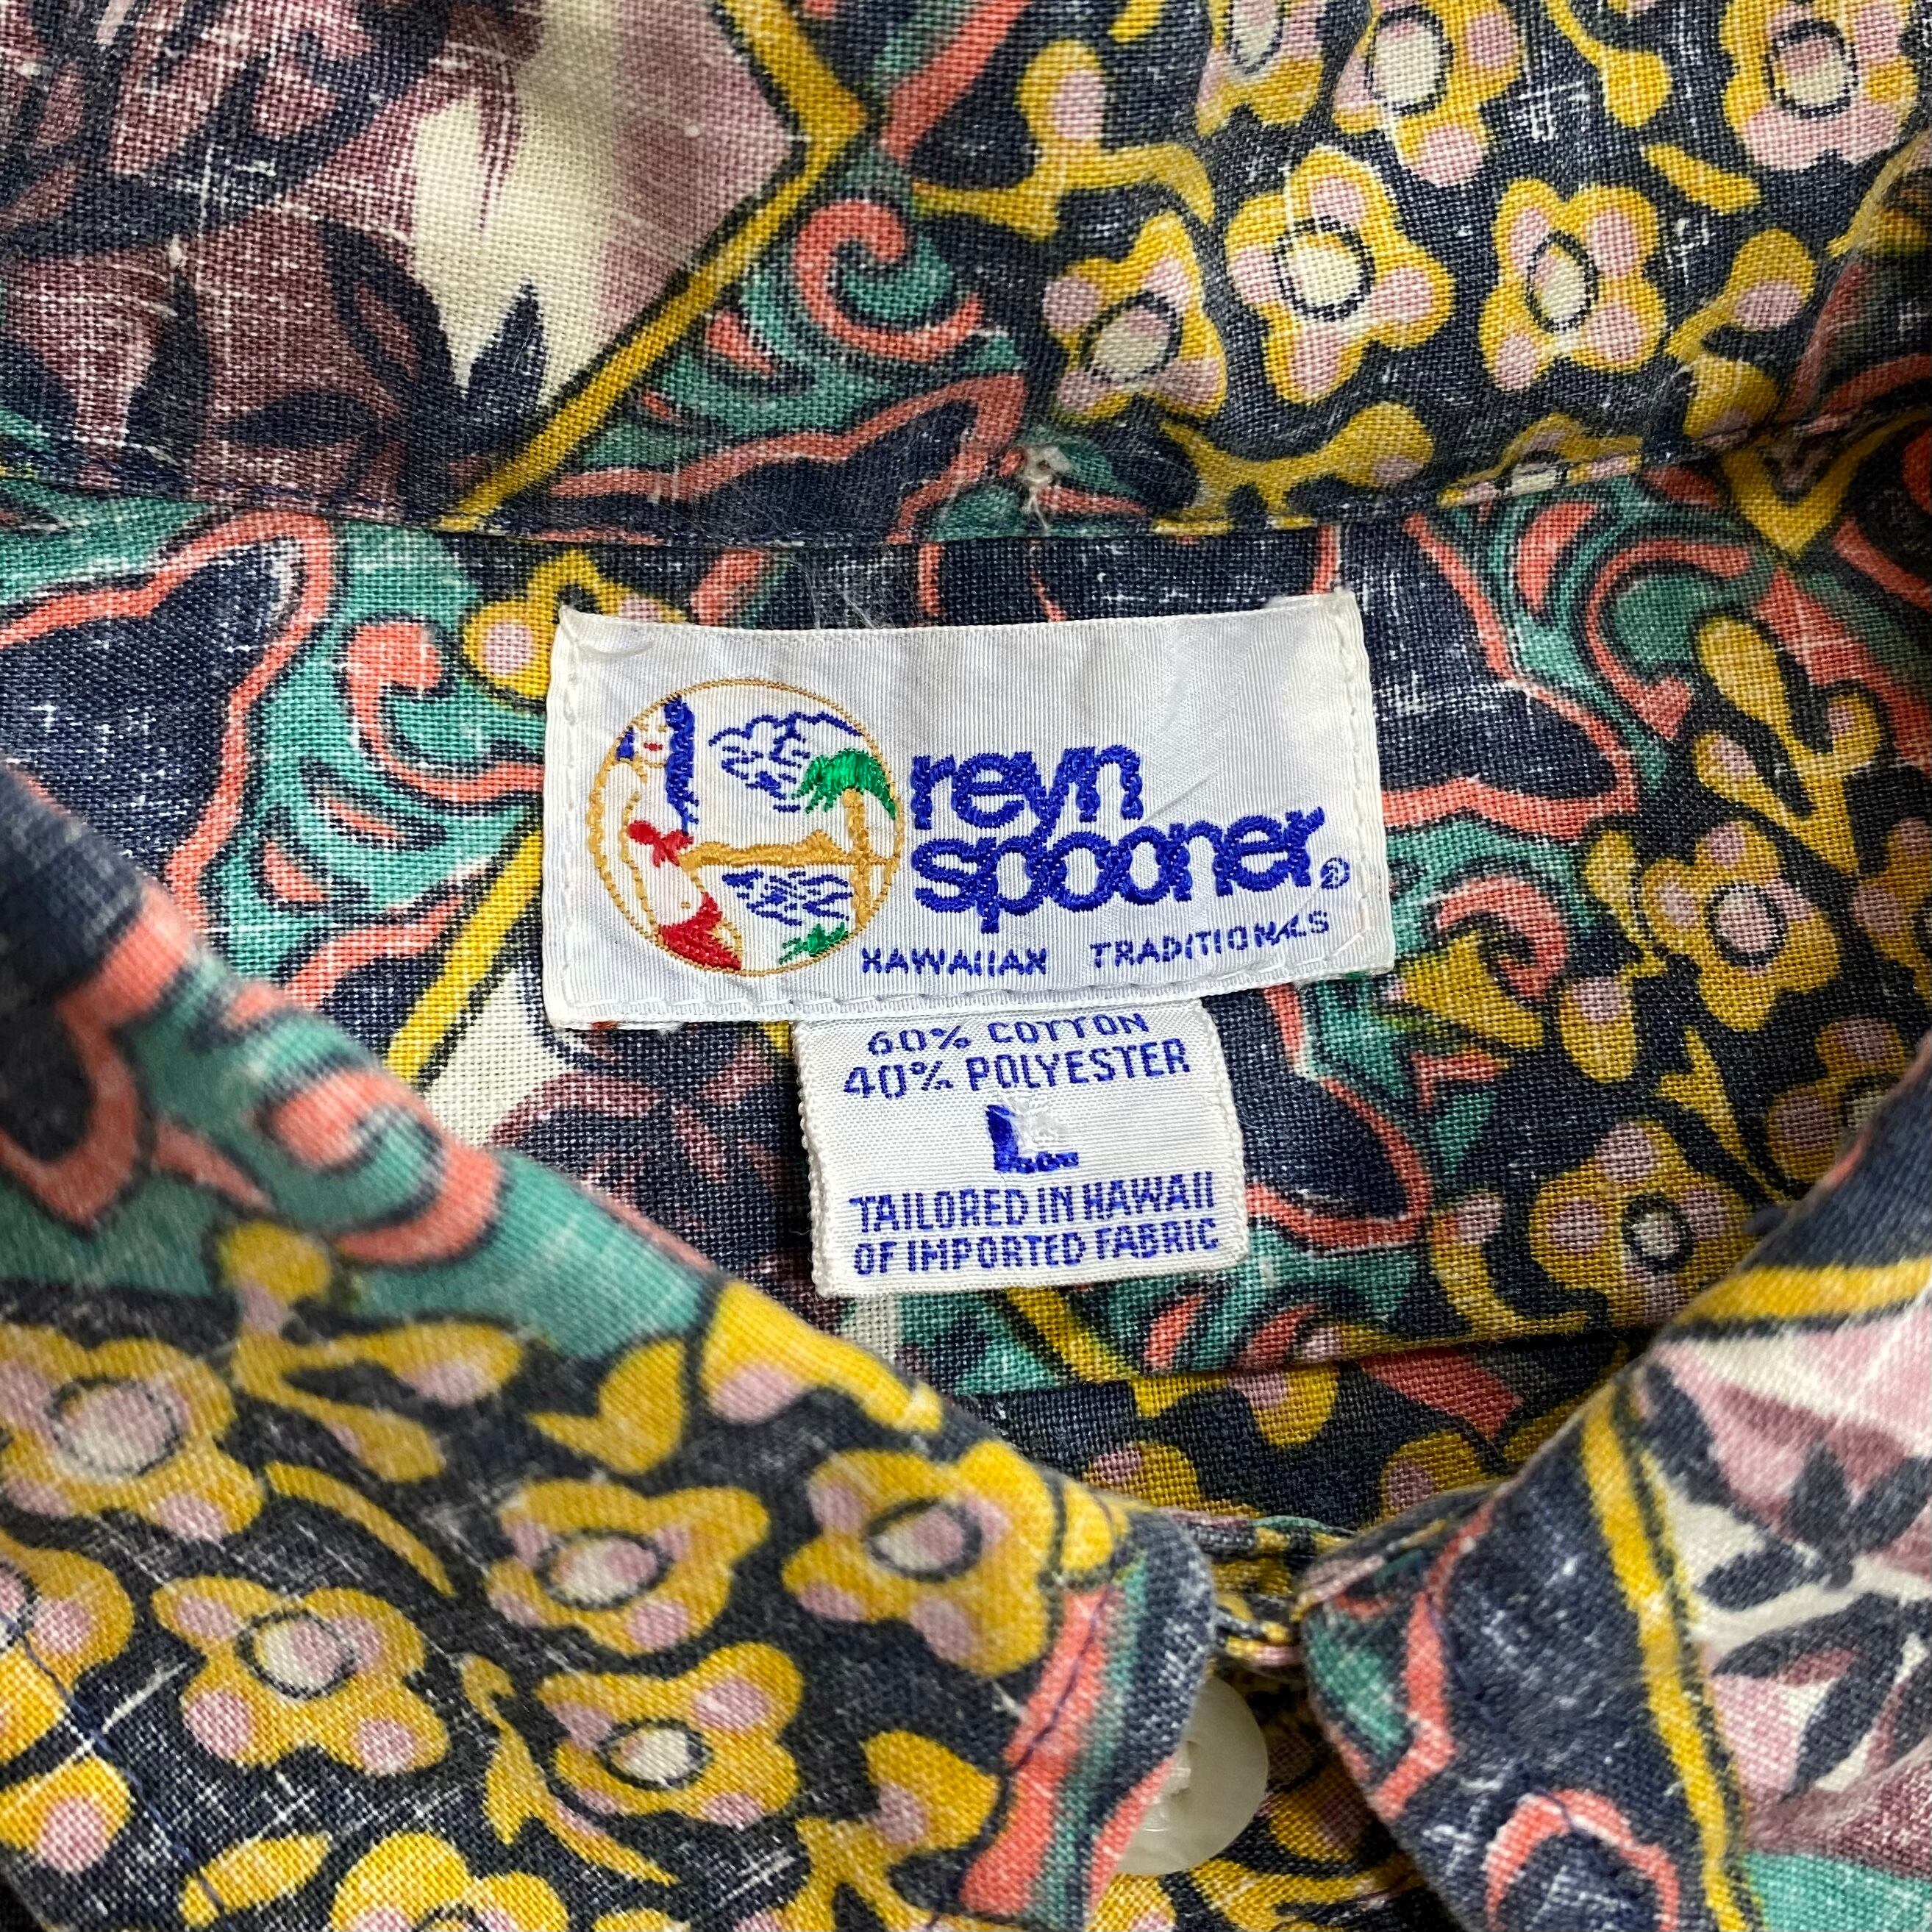 reyn
spooner®
HAWAIIAN TRADITIONALS
60% COTTON
40% POLYESTER
L
TAILORED IN HAWAII
OF IMPORTED FABRIC